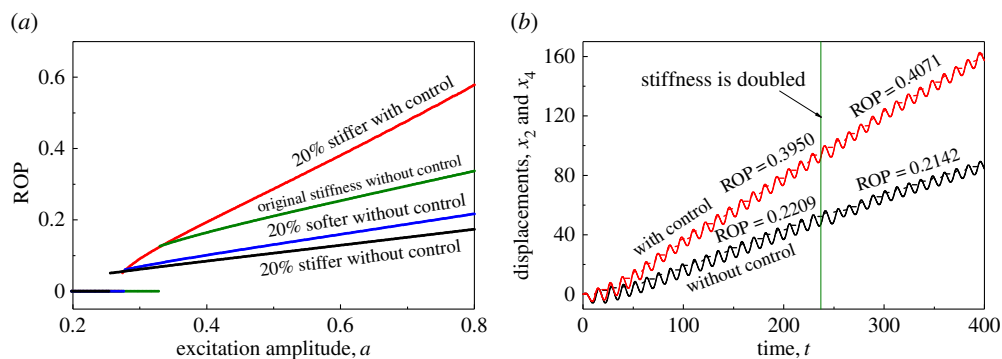 (a)
ROP
0.6
0.4
0.2
0
20% stiffer with control
original stiffness without control
20% softer without control
20% stiffer without control
0.2 0.4 0.6 0.8
excitation amplitude, a
(b)
displacements, x2 and x4
160
120
80
40
0
stiffness is doubled
ROP = 0.3950
ROP = 0.4071
with control
ROP = 0.2209
ROP = 0.2142
without control
0 100 200 300 400
time, t